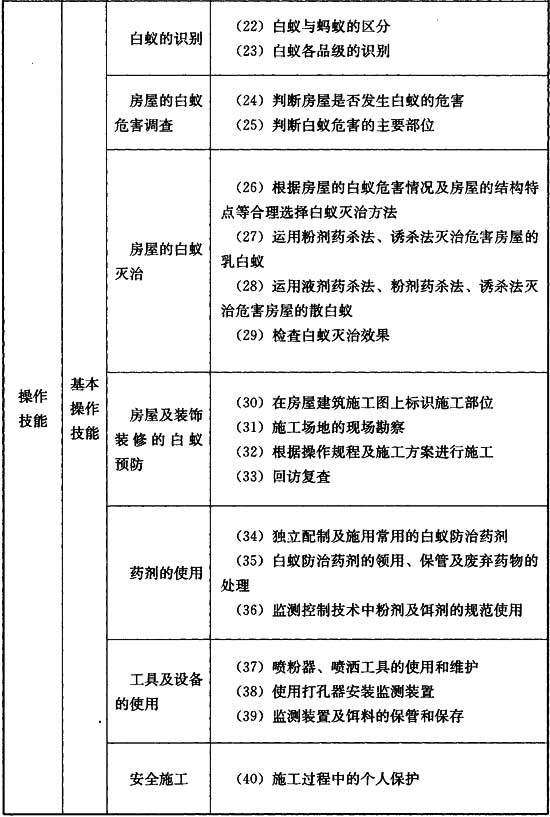 操作
技能
基本
操作
技能
白蚁的识别
(22) 白蚁与蚂蚁的区分
(23) 白蚁各品级的识别
房屋的白蚁
危害调查
(24) 判断房屋是否发生白蚁的危害
(25) 判断白蚁危害的主要部位
房屋的白蚁
灭治
(26) 根据房屋的白蚁危害情况及房屋的结构特
点等合理选择白蚁灭治方法
(27) 运用粉剂药杀法、诱杀法灭治危害房屋的
乳白蚁
(28) 运用液剂药杀法、粉剂药杀法、诱杀法灭
治危害房屋的散白蚁
(29) 检查白蚁灭治效果
房屋及装饰
装修的白蚁
预防
(30) 在房屋建筑施工图上标识施工部位
(31) 施工场地的现场勘察
(32) 根据操作规程及施工方案进行施工
(33) 回访复查
药剂的使用
(34) 独立配制及施用常用的白蚁防治药剂
(35) 白蚁防治药剂的领用、保管及废弃药物的
处理
(36) 监测控制技术中粉剂及饵剂的规范使用
工具及设备
的使用
(37) 喷粉器、喷洒工具的使用和维护
(38) 使用打孔器安装监测装置
(39) 监测装置及饵料的保管和保存
安全施工
(40) 施工过程中的个人保护